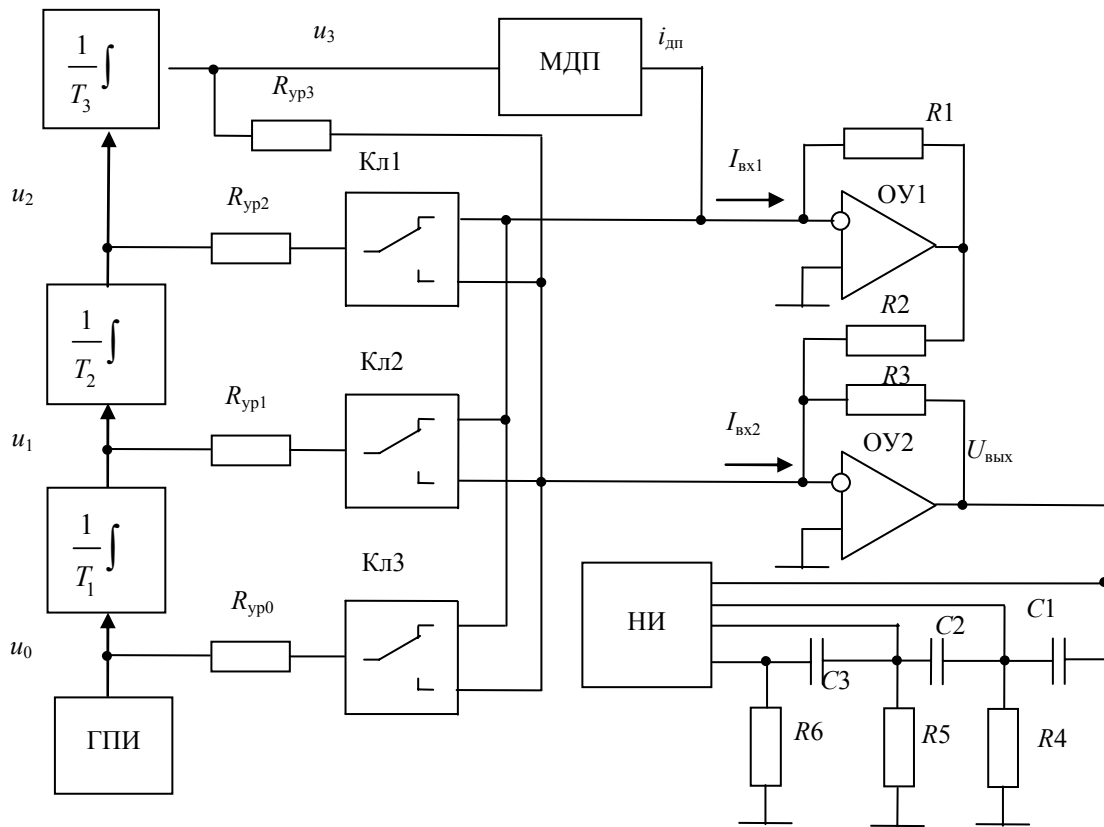 1
T3 ∫
u3
МДП
iдп
Rур3
R1
Кл1
Iвх1
ОУ1
u2
Rур2
R2
1
T2 ∫
Кл2
R3
Rур1
Iвх2
ОУ2
Uвых
u1
1
T1 ∫
Кл3
Rур0
НИ
C1
C2
u0
C3
ГПИ
R6
R5
R4